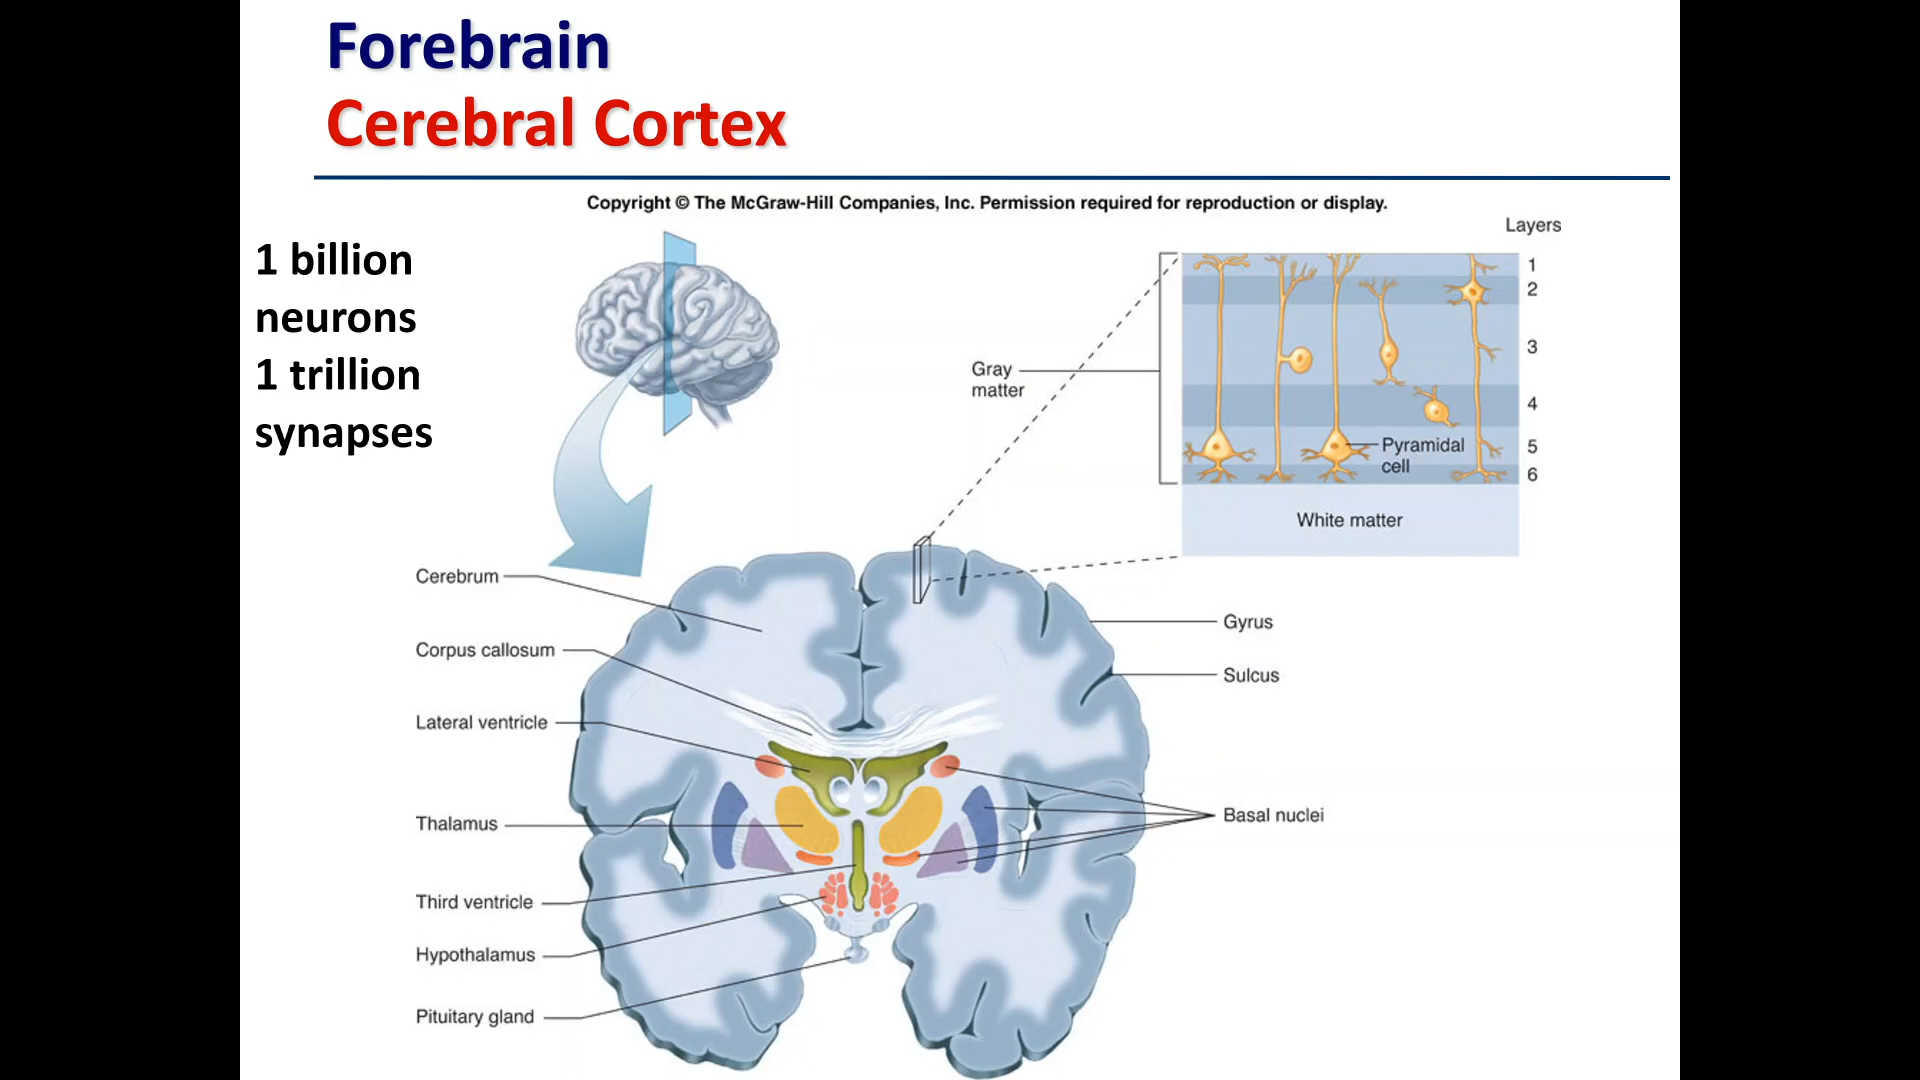 Forebrain
Cerebral Cortex
Copyright © The McGraw-Hill Companies, Inc. Permission required for reproduction or display.
1 billion
neurons
1 trillion
synapses
Layers
1
2
3
4
5
6
Gray
matter
Pyramidal
cell
White matter
Cerebrum
Corpus callosum
Lateral ventricle
Thalamus
Third ventricle
Hypothalamus
Pituitary gland
Gyrus
Sulcus
Basal nuclei